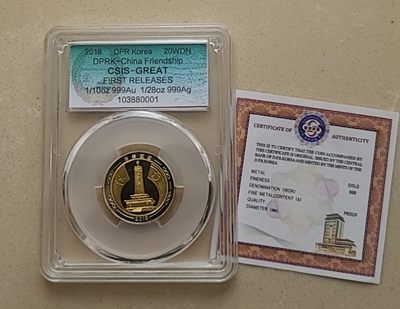 2018 DPR Korea 20WON
DPRK-China Friendship
CSIS-GREAT
FIRST RELEASES
1/10oz 999Au 1/28oz 999Ag
103880001
2018
CERTIFICATE OF AUTHENTICITY
THIS IS TO CERTIFY THAT THE COIN ACCOMPANIED BY
THIS CERTIFICATE IS ORIGINAL, ISSUED BY THE CENTRAL
BANK OF D.P.R.KOREA AND MINTED BY THE MINTS OF THE
D.P.R.KOREA
METAL GOLD
FINENESS 999
DENOMINATION (WON)
FINE METALCONTENT (g)
QUALITY PROOF
DIAMETER (mm)